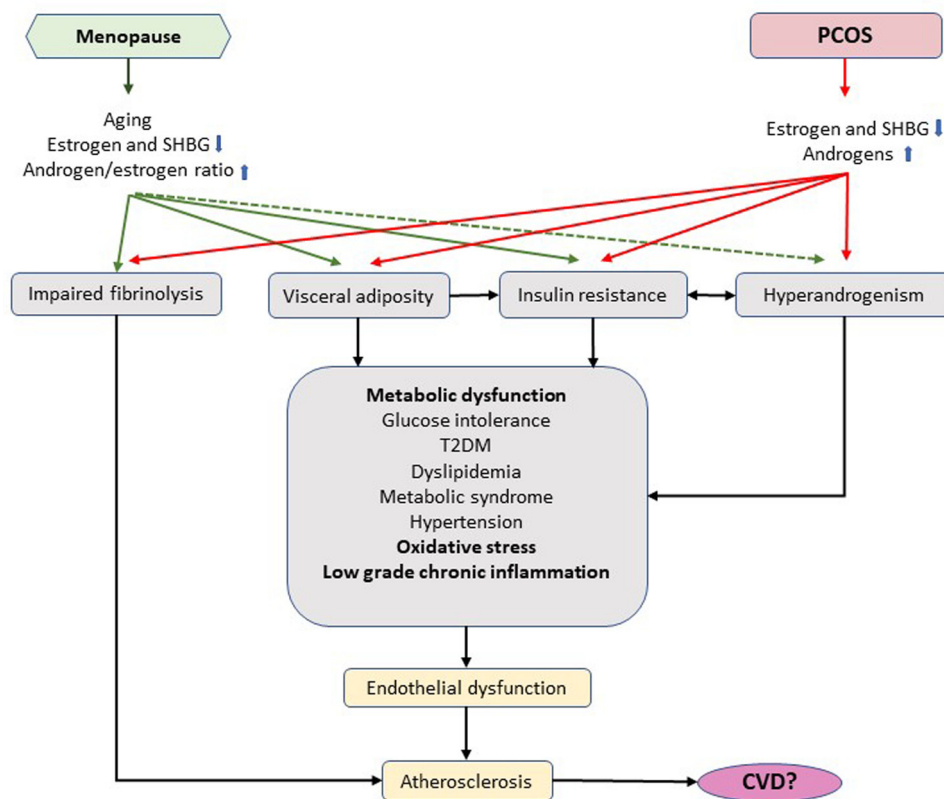 Menopause
PCOS
Aging
Estrogen and SHBG
Androgen/estrogen ratio
Estrogen and SHBG
Androgens
Impaired fibrinolysis
Visceral adiposity
Insulin resistance
Hyperandrogenism
Metabolic dysfunction
Glucose intolerance
T2DM
Dyslipidemia
Metabolic syndrome
Hypertension
Oxidative stress
Low grade chronic inflammation
Endothelial dysfunction
Atherosclerosis
CVD?